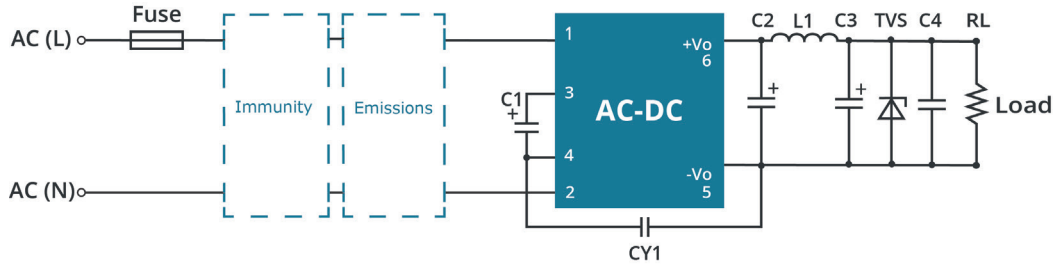 Fuse
C2 L1 C3 TVS C4 RL
AC (L)
1
+Vo
6
3
C1
+
+
+
Immunity
Emissions
AC-DC
Load
4
-Vo
5
AC (N)
2
CY1